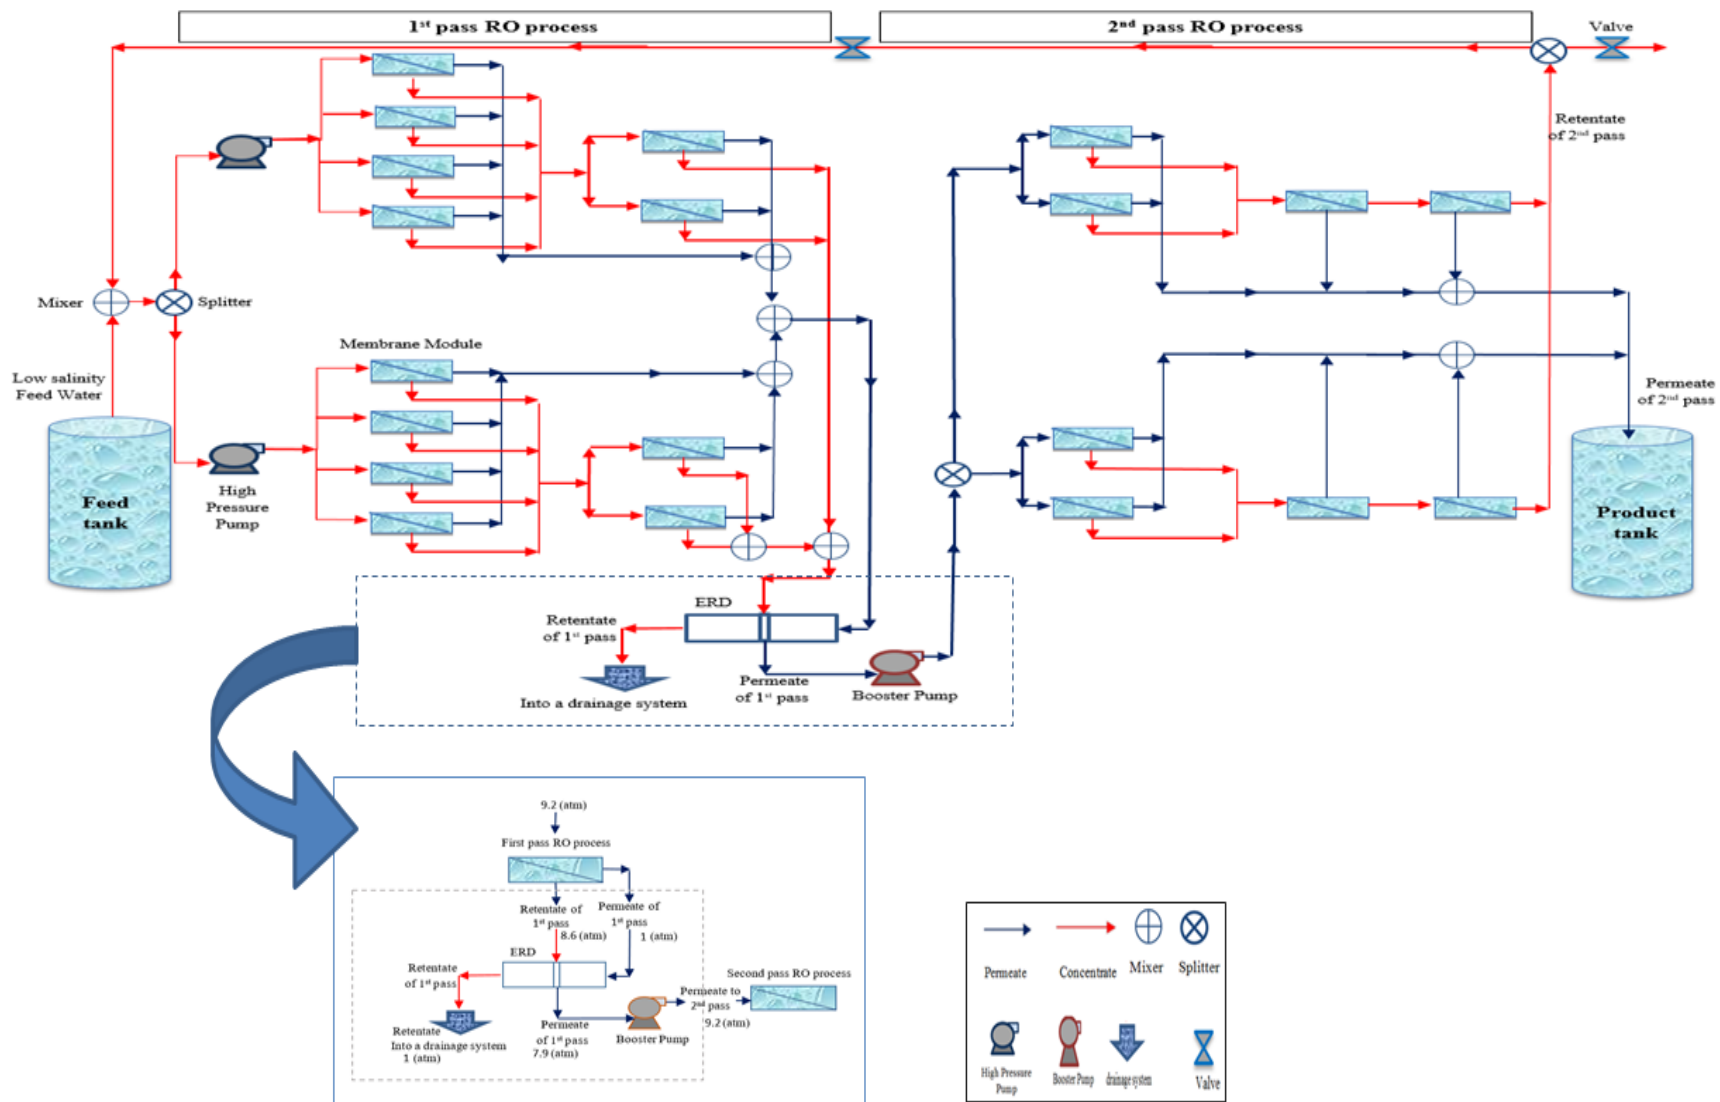 1st pass RO process
2nd pass RO process
Valve
Retentate
of 2nd pass
Mixer
Splitter
Membrane Module
Low salinity
Feed Water
Permeate
of 2nd pass
Feed
tank
High
Pressure
Pump
Product
tank
ERD
Retentate
of 1st pass
Permeate
of 1st pass
Booster Pump
Into a drainage system
9.2 (atm)
First pass RO process
Retentate of
1st pass
Permeate of
1st pass
8.6 (atm)
1 (atm)
ERD
Retentate
of 1st pass
Second pass RO process
Permeate to
2nd pass
9.2 (atm)
Retentate
Into a drainage system
1 (atm)
Permeate
of 1st pass
7.9 (atm)
Booster Pump
Permeate
Concentrate
Mixer
Splitter
High Pressure
Pump
Booster Pump
drainage system
Valve